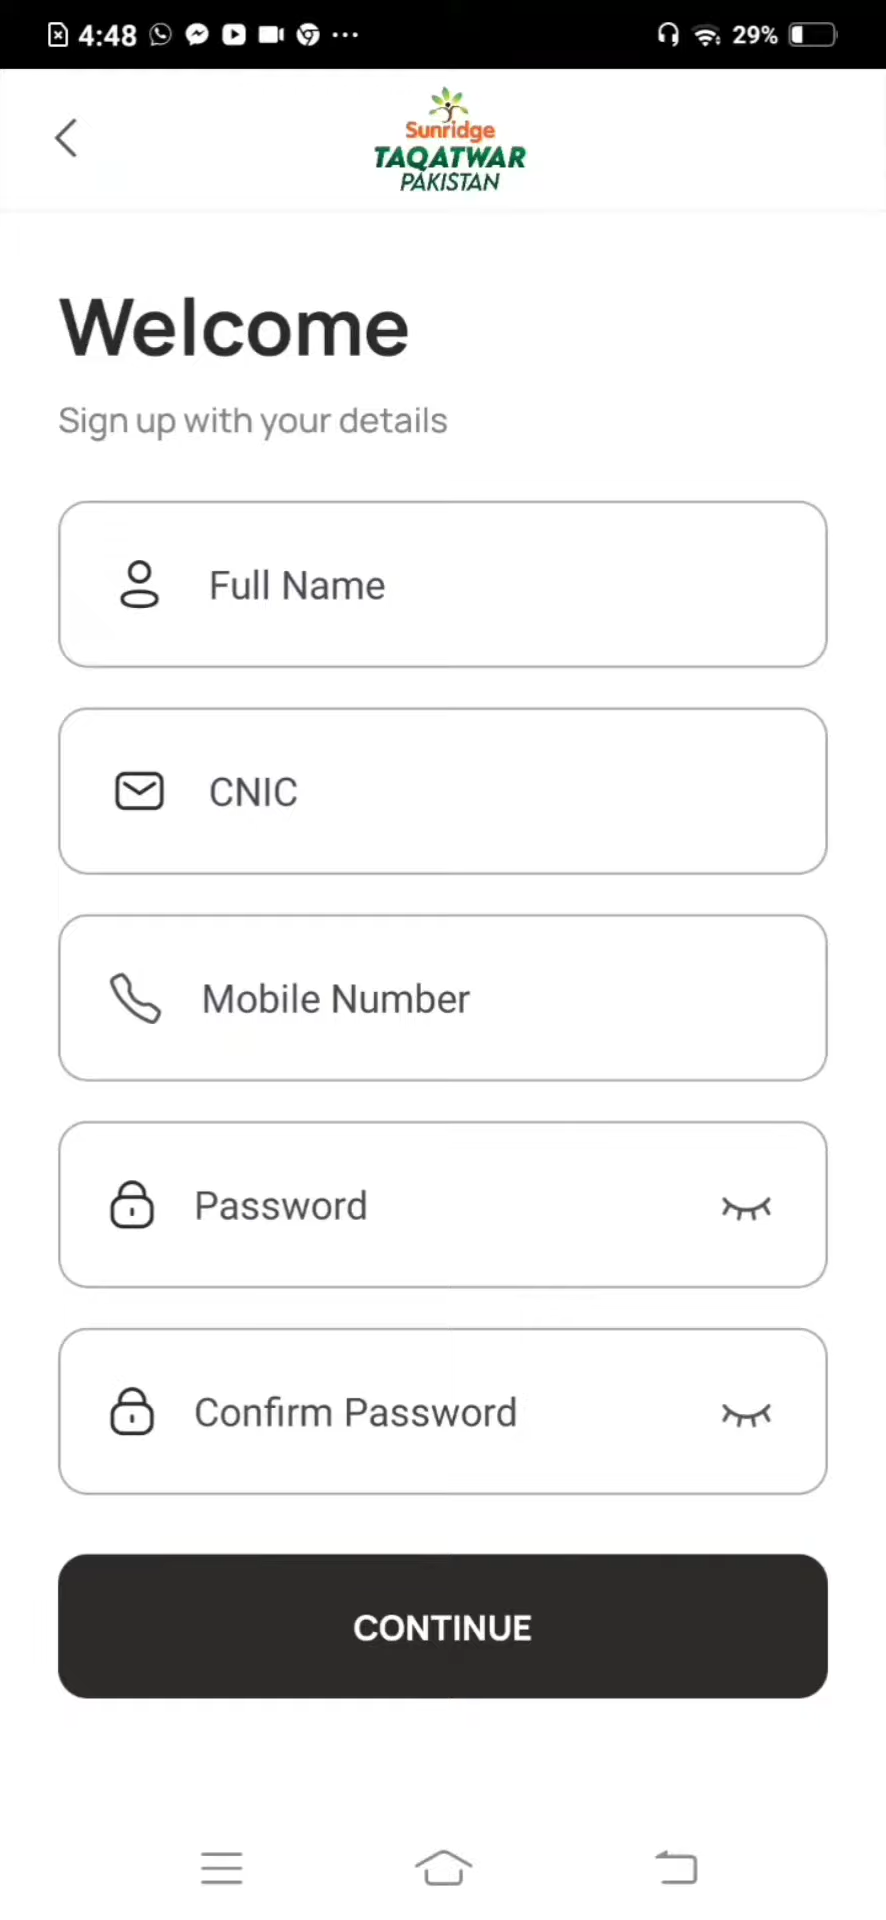 4:48
29%
Sunridge
TAQATWAR
PAKISTAN
Welcome
Sign up with your details
Full Name
CNIC
Mobile Number
Password
Confirm Password
CONTINUE